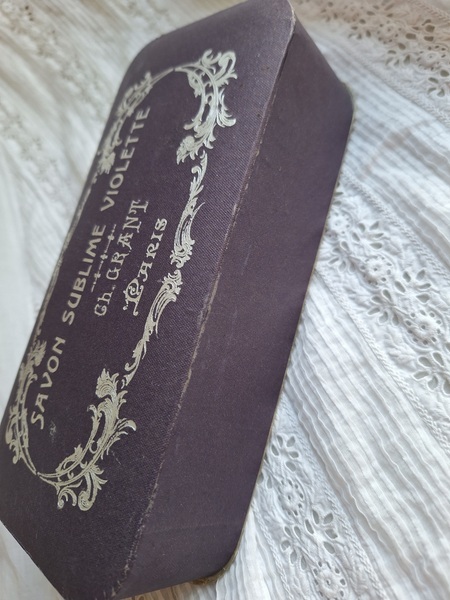 SAVON SUBLIME VIOLETTE
Ch. GRANT
PARIS